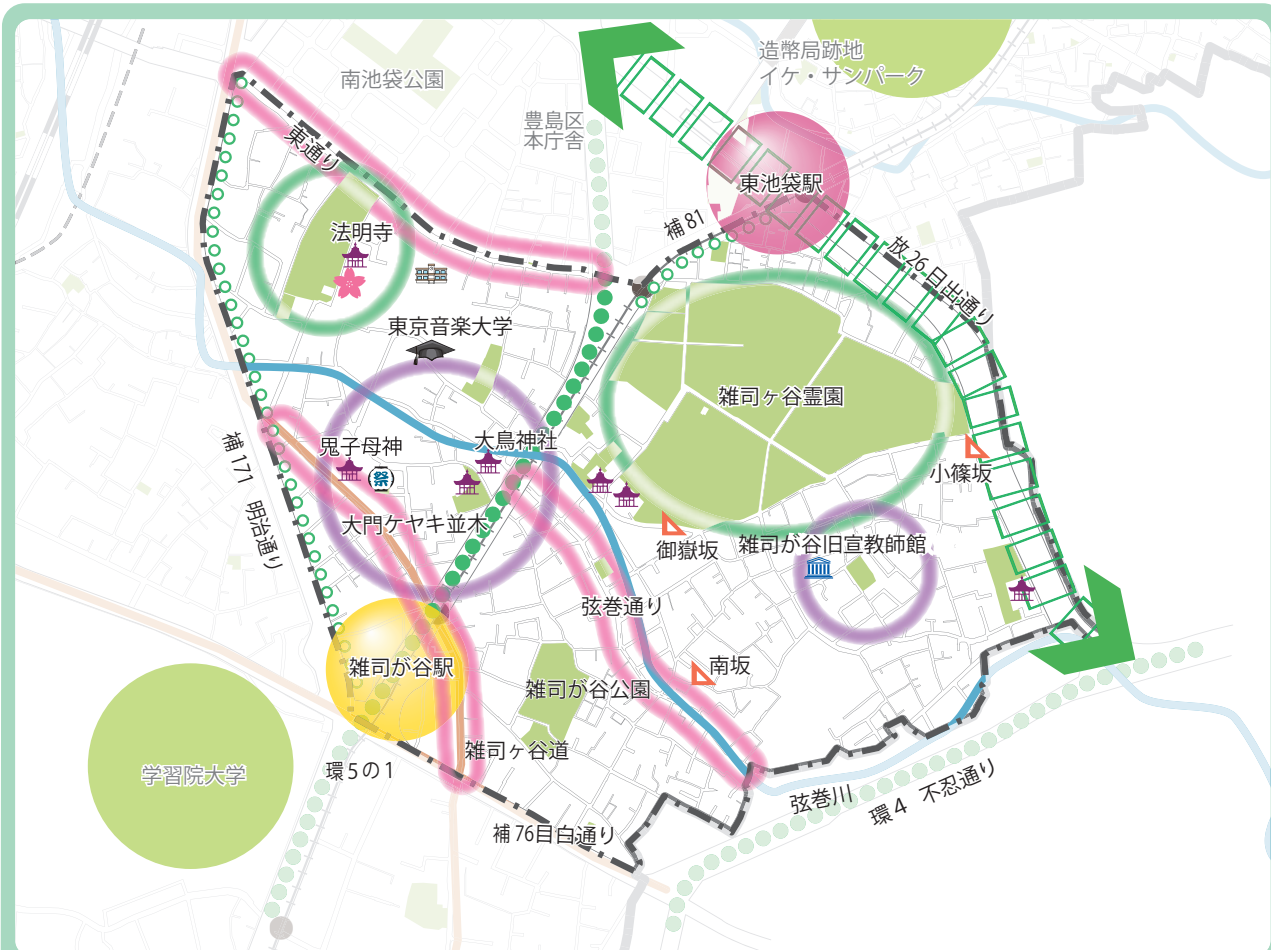 南池袋公園
造幣局跡地
イケ・サンパーク
豊島区
本庁舎
東通り
東池袋駅
補81
法明寺
放26日出通り
東京音楽大学
雑司ヶ谷霊園
鬼子母神
祭
大鳥神社
小篠坂
補171 明治通り
大門ケヤキ並木
御嶽坂
雑司が谷旧宣教師館
弦巻通り
雑司が谷駅
南坂
雑司が谷公園
学習院大学
雑司ヶ谷道
環5の1
弦巻川
環4 不忍通り
補76目白通り